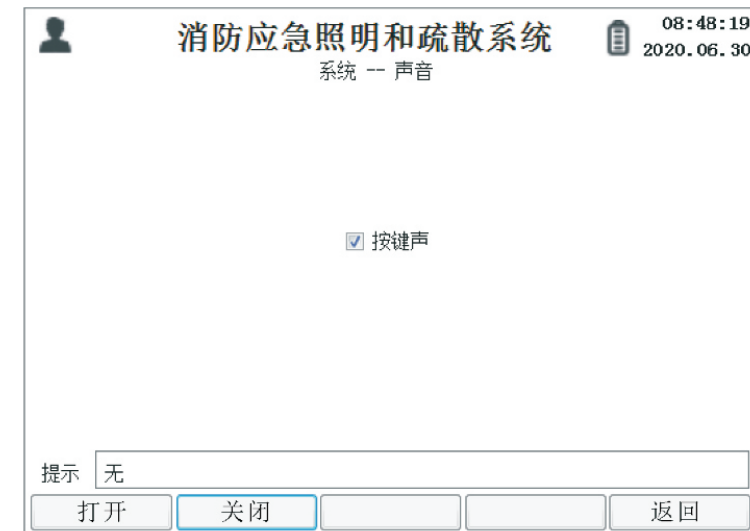 消防应急照明和疏散系统
08:48:19
系统 -- 声音
2020.06.30
按键声
提示 无
打开 关闭 返回